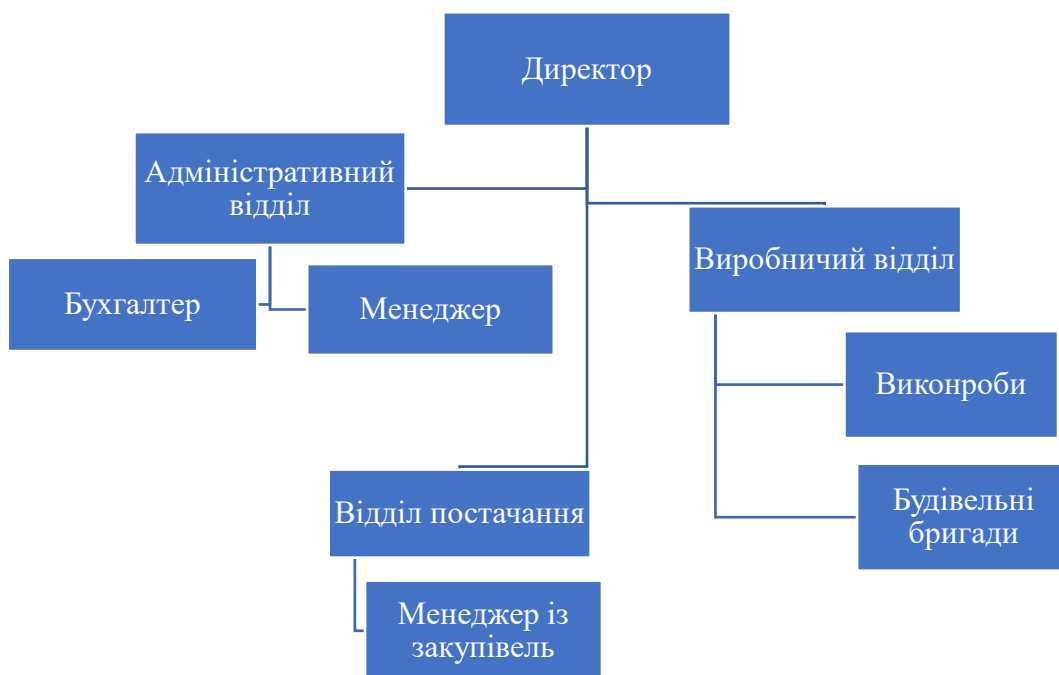 Директор
Адміністративний
відділ
Виробничий відділ
Бухгалтер
Менеджер
Виконроби
Відділ постачання
Будівельні
бригади
Менеджер із
закупівель